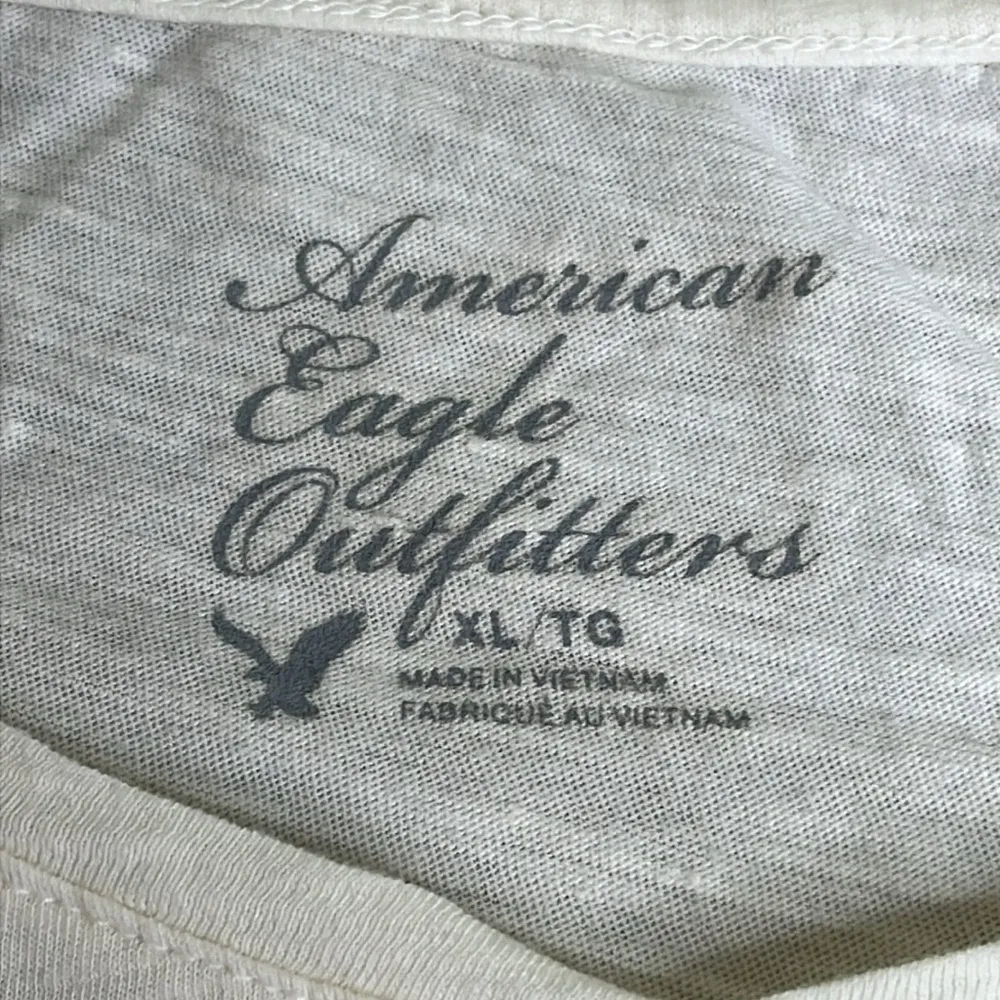 American
Eagle
Outfitters
XL/TG
MADE IN VIETNAM
FABRIQUÉ AU VIETNAM